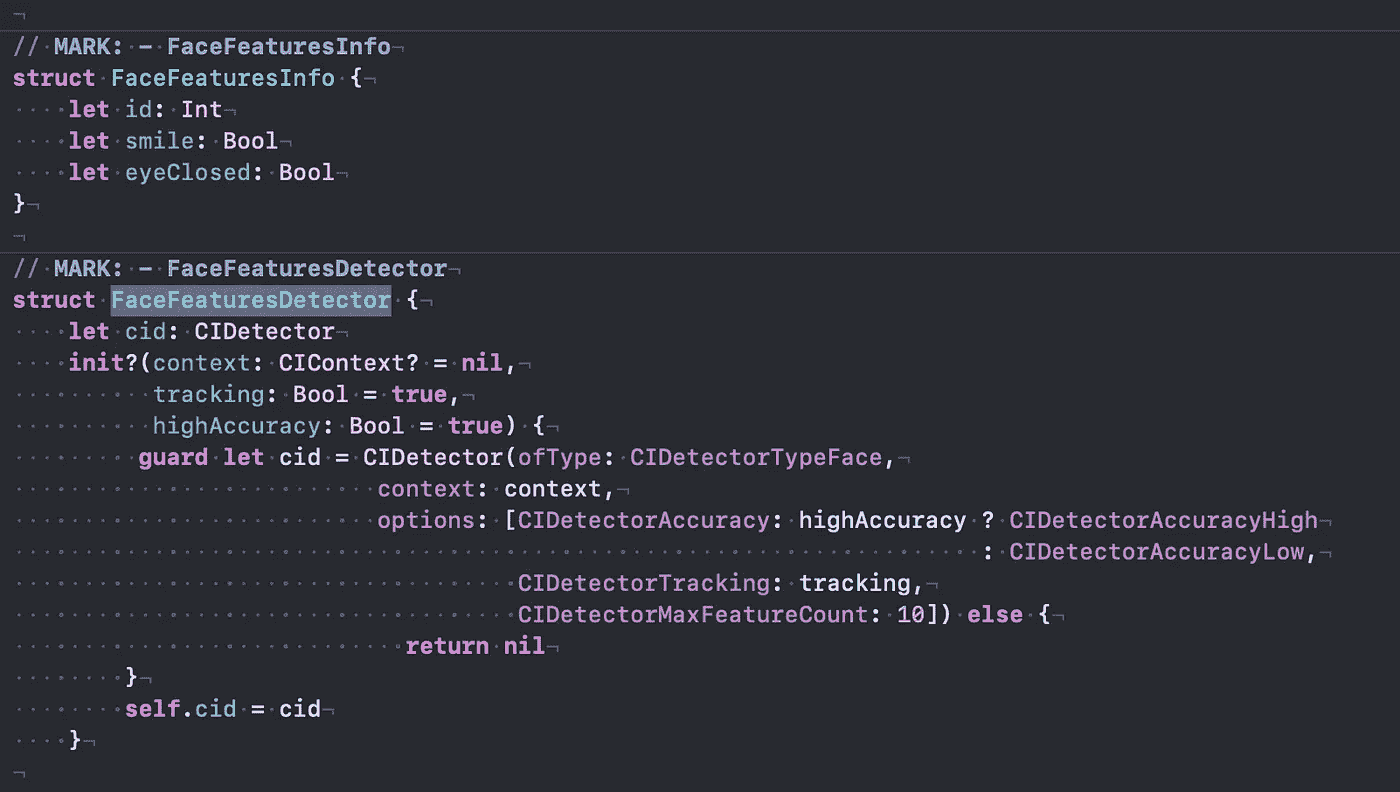 // MARK: - FaceFeaturesInfo
struct FaceFeaturesInfo {
    let id: Int
    let smile: Bool
    let eyeClosed: Bool
}

// MARK: - FaceFeaturesDetector
struct FaceFeaturesDetector {
    let cid: CIDetector
    init?(context: CIContext? = nil,
          tracking: Bool = true,
          highAccuracy: Bool = true) {
         guard let cid = CIDetector(ofType: CIDetectorTypeFace,
                          context: context,
                          options: [CIDetectorAccuracy: highAccuracy ? CIDetectorAccuracyHigh
                                                                     : CIDetectorAccuracyLow,
                                    CIDetectorTracking: tracking,
                                    CIDetectorMaxFeatureCount: 10]) else {
                            return nil
        }
        self.cid = cid
    }